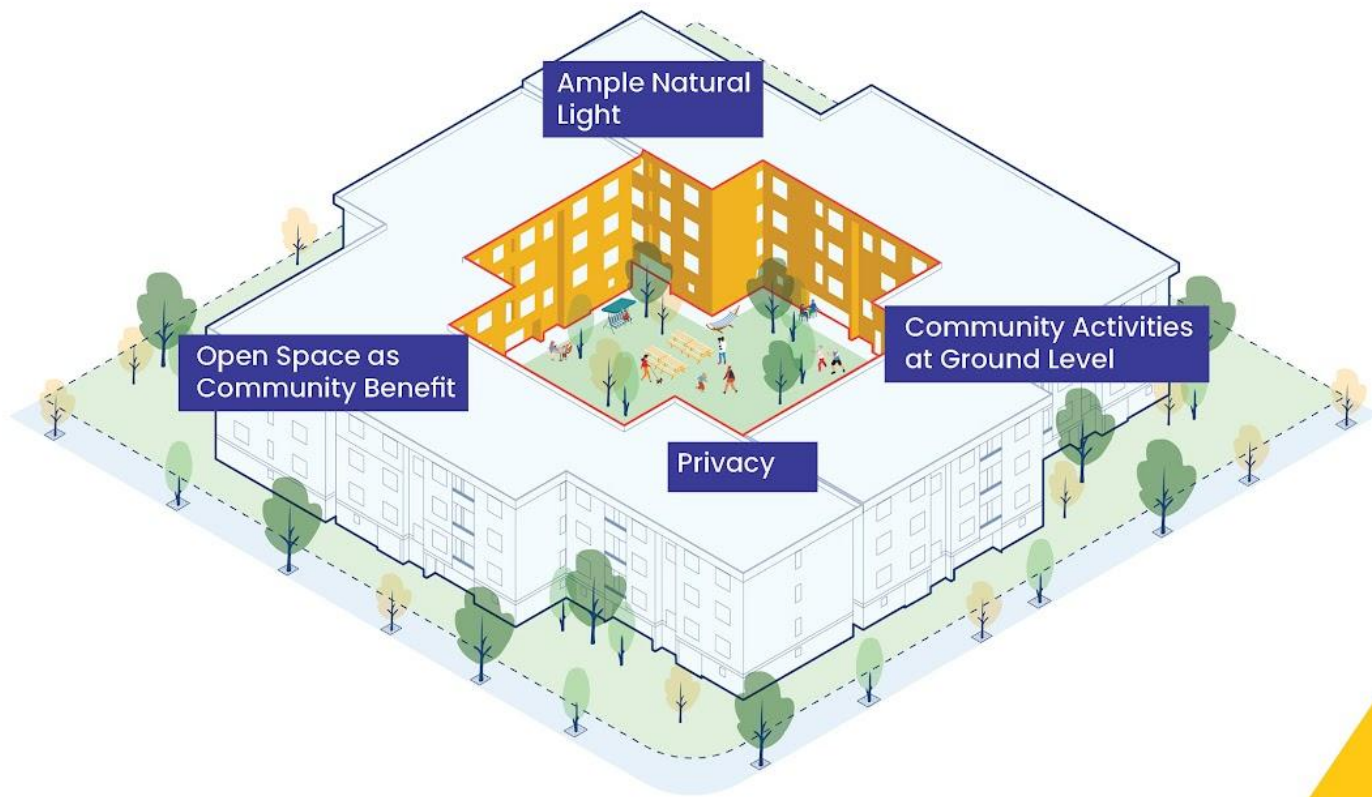 Ample Natural
Light
Open Space as
Community Benefit
Community Activities
at Ground Level
Privacy